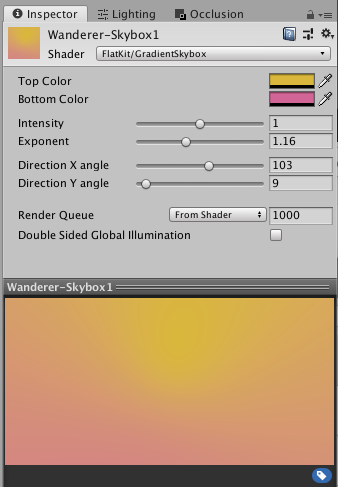 Inspector Lighting Occlusion
Wanderer-Skybox1
Shader FlatKit/GradientSkybox
Top Color
Bottom Color
Intensity 1
Exponent 1.16
Direction X angle 103
Direction Y angle 9
Render Queue From Shader 1000
Double Sided Global Illumination
Wanderer-Skybox1